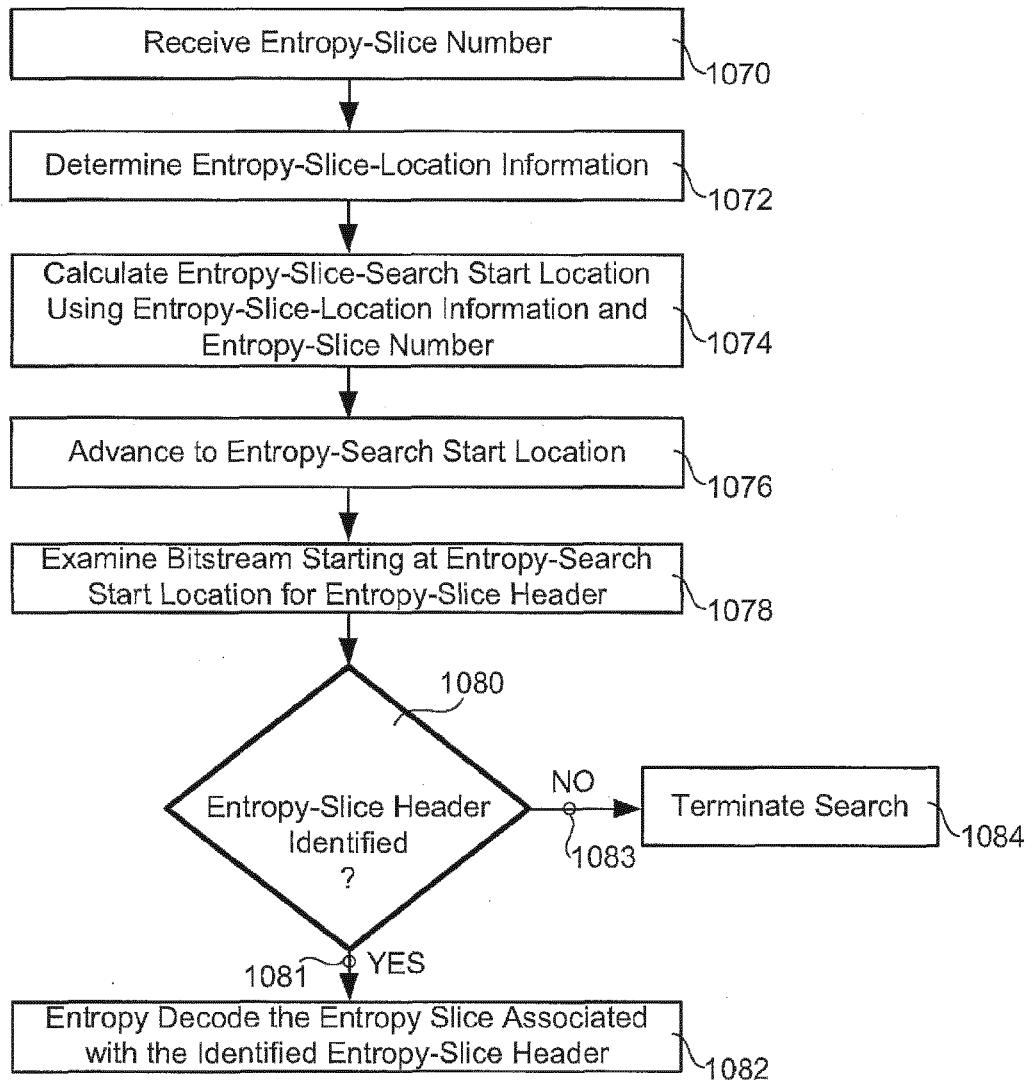 Receive Entropy-Slice Number
1070
Determine Entropy-Slice-Location Information
1072
Calculate Entropy-Slice-Search Start Location
Using Entropy-Slice-Location Information and
Entropy-Slice Number
1074
Advance to Entropy-Search Start Location
1076
Examine Bitstream Starting at Entropy-Search
Start Location for Entropy-Slice Header
1078
1080
Entropy-Slice Header
Identified
?
NO
1083
Terminate Search
1084
1081
YES
Entropy Decode the Entropy Slice Associated
with the Identified Entropy-Slice Header
1082